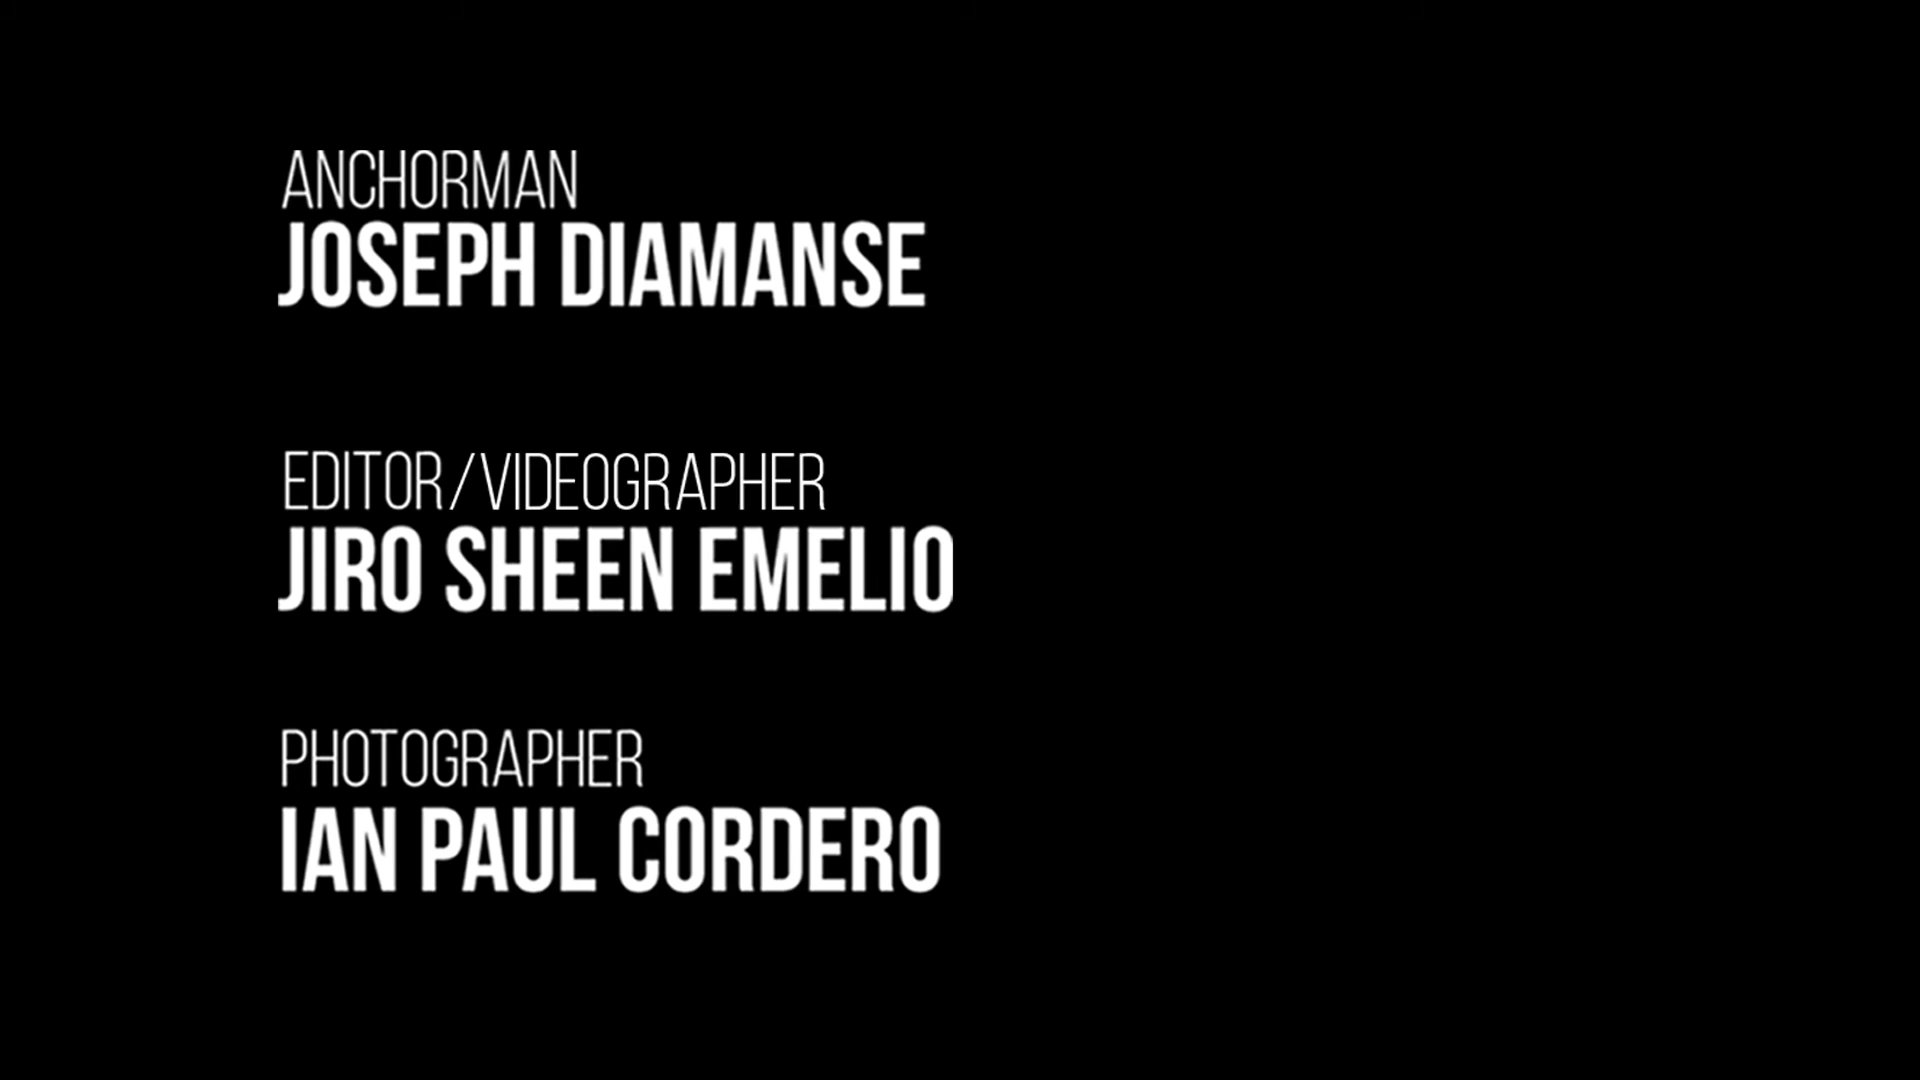 ANCHORMAN
JOSEPH DIAMANSE
EDITOR/VIDEOGRAPHER
JIRO SHEEN EMELIO
PHOTOGRAPHER
IAN PAUL CORDERO